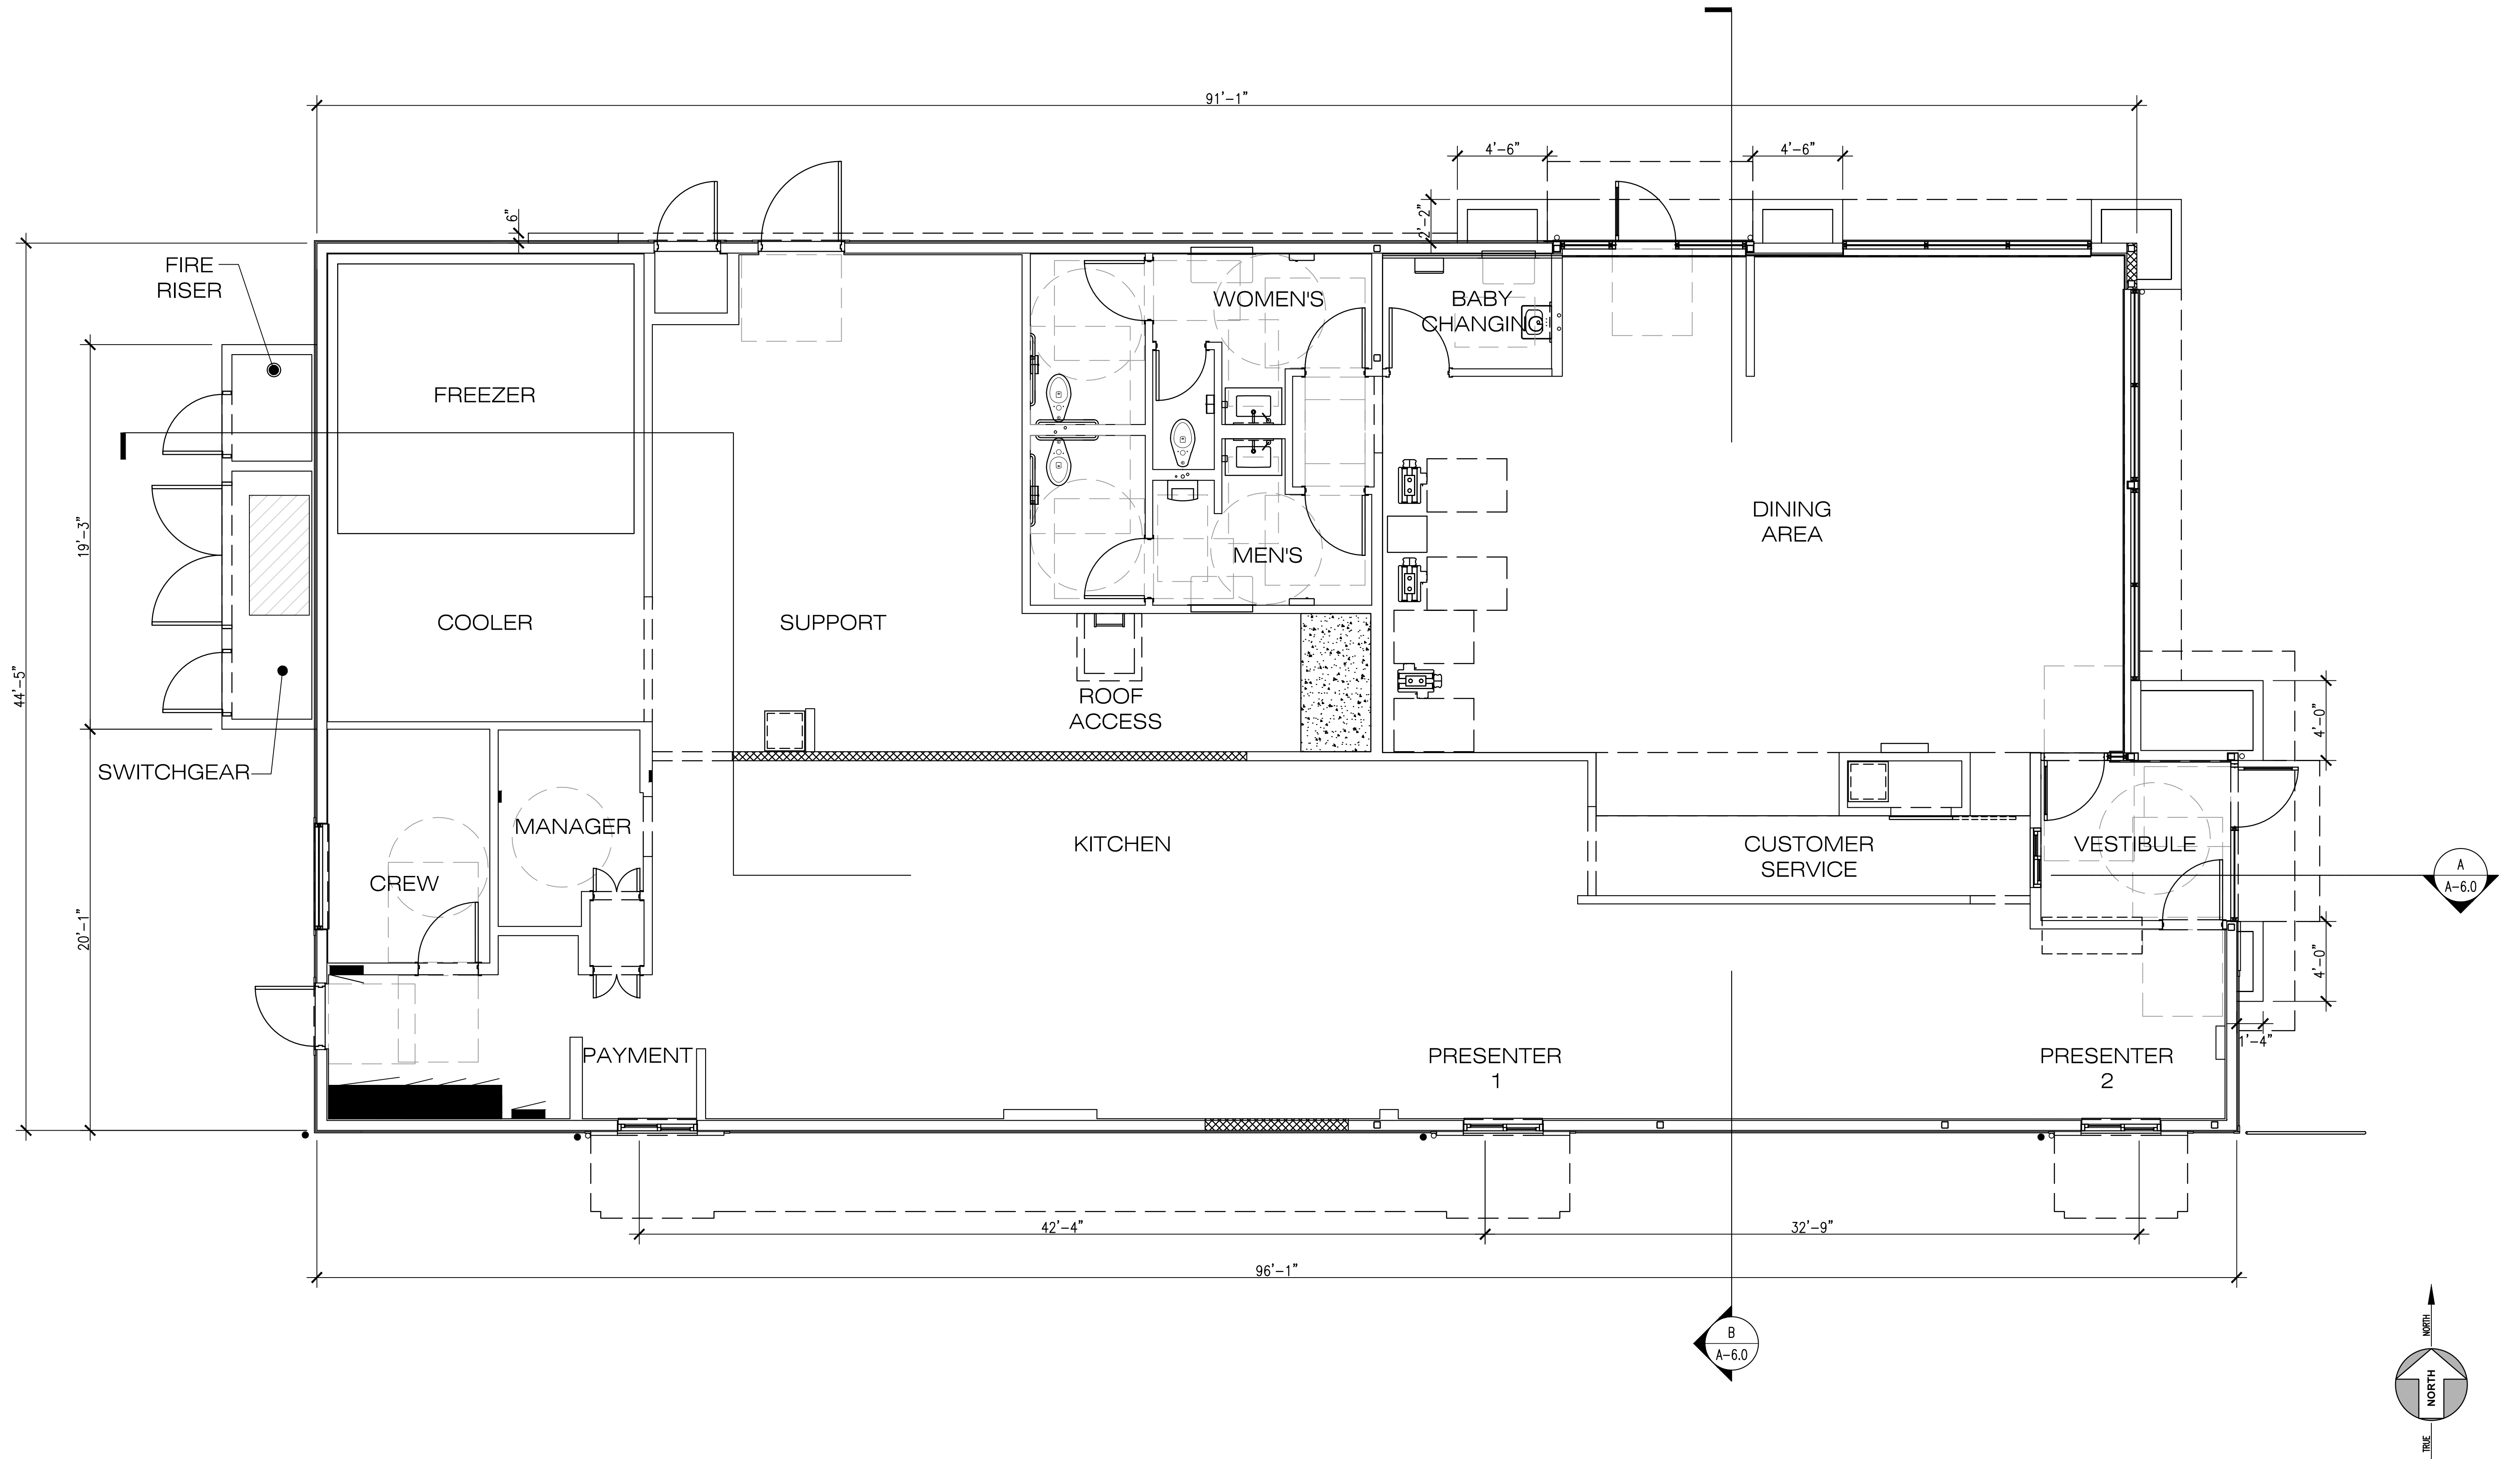 91'-1"
4'-6"
4'-6"
6"
2'-2"
FIRE
RISER
WOMEN'S
BABY
CHANGING
FREEZER
DINING
AREA
19'-3"
MEN'S
COOLER
SUPPORT
44'-5"
ROOF
ACCESS
4'-0"
SWITCHGEAR
MANAGER
KITCHEN
CUSTOMER
SERVICE
VESTIBULE
A
A-6.0
CREW
20'-1"
4'-0"
1'-4"
PAYMENT
PRESENTER
1
PRESENTER
2
42'-4"
32'-9"
96'-1"
B
A-6.0
NORTH
NORTH
TRUE